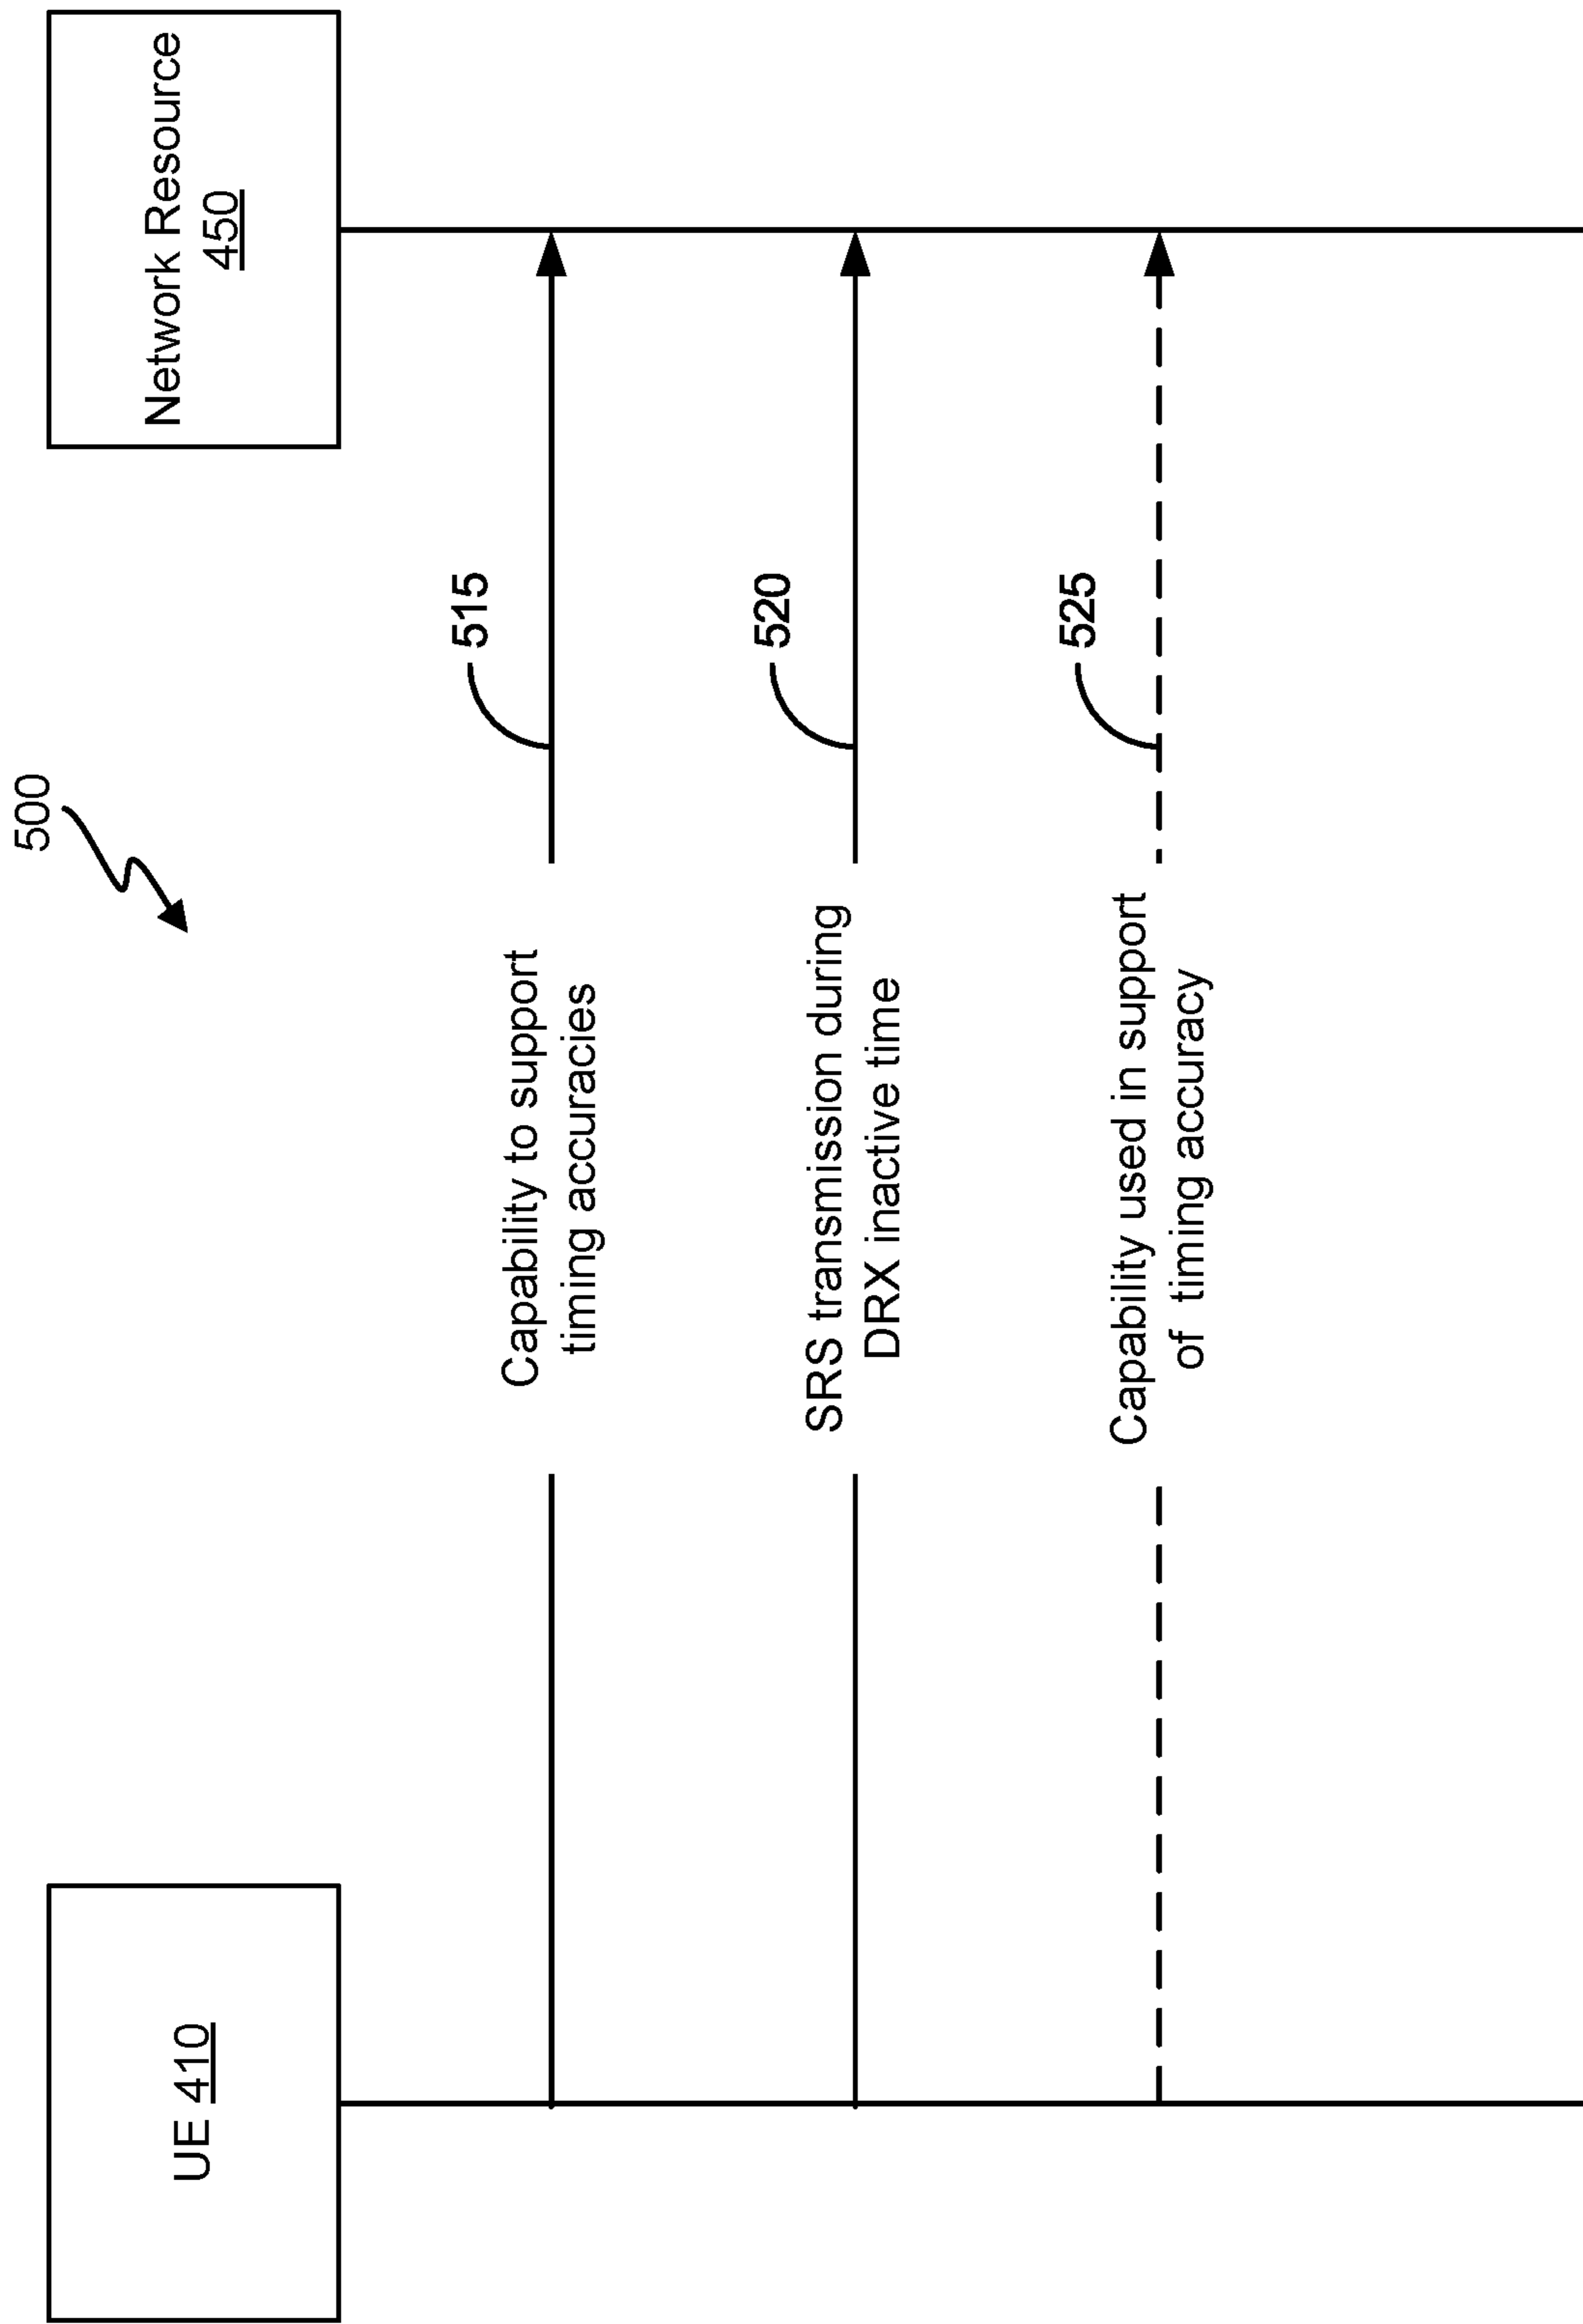 500
UE 410
Network Resource
450
Capability to support
timing accuracies
515
SRS transmission during
DRX inactive time
520
Capability used in support
of timing accuracy
525